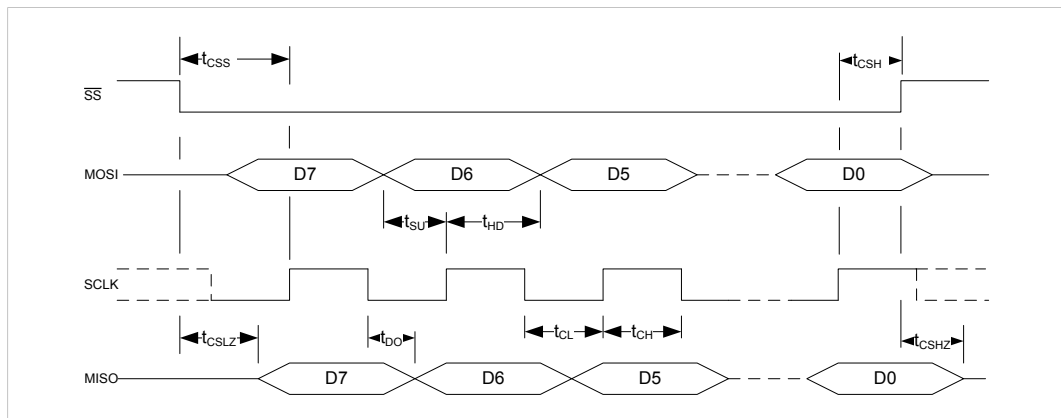 tCSS
tCSH
SS
MOSI
D7
D6
D5
D0
tSU
tHD
SCLK
tCSLZ
tDO
tCL
tCH
tCSHZ
MISO
D7
D6
D5
D0